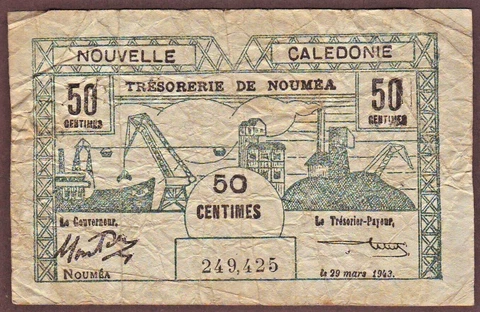 NOUVELLE CALEDONIE
TRÉSORERIE DE NOUMÉA
50 CENTIMES
50 CENTIMES
50 CENTIMES
Le Gouverneur,
Le Trésorier-Payeur,
NOUMÉA
249,425
le 29 mars 1943.